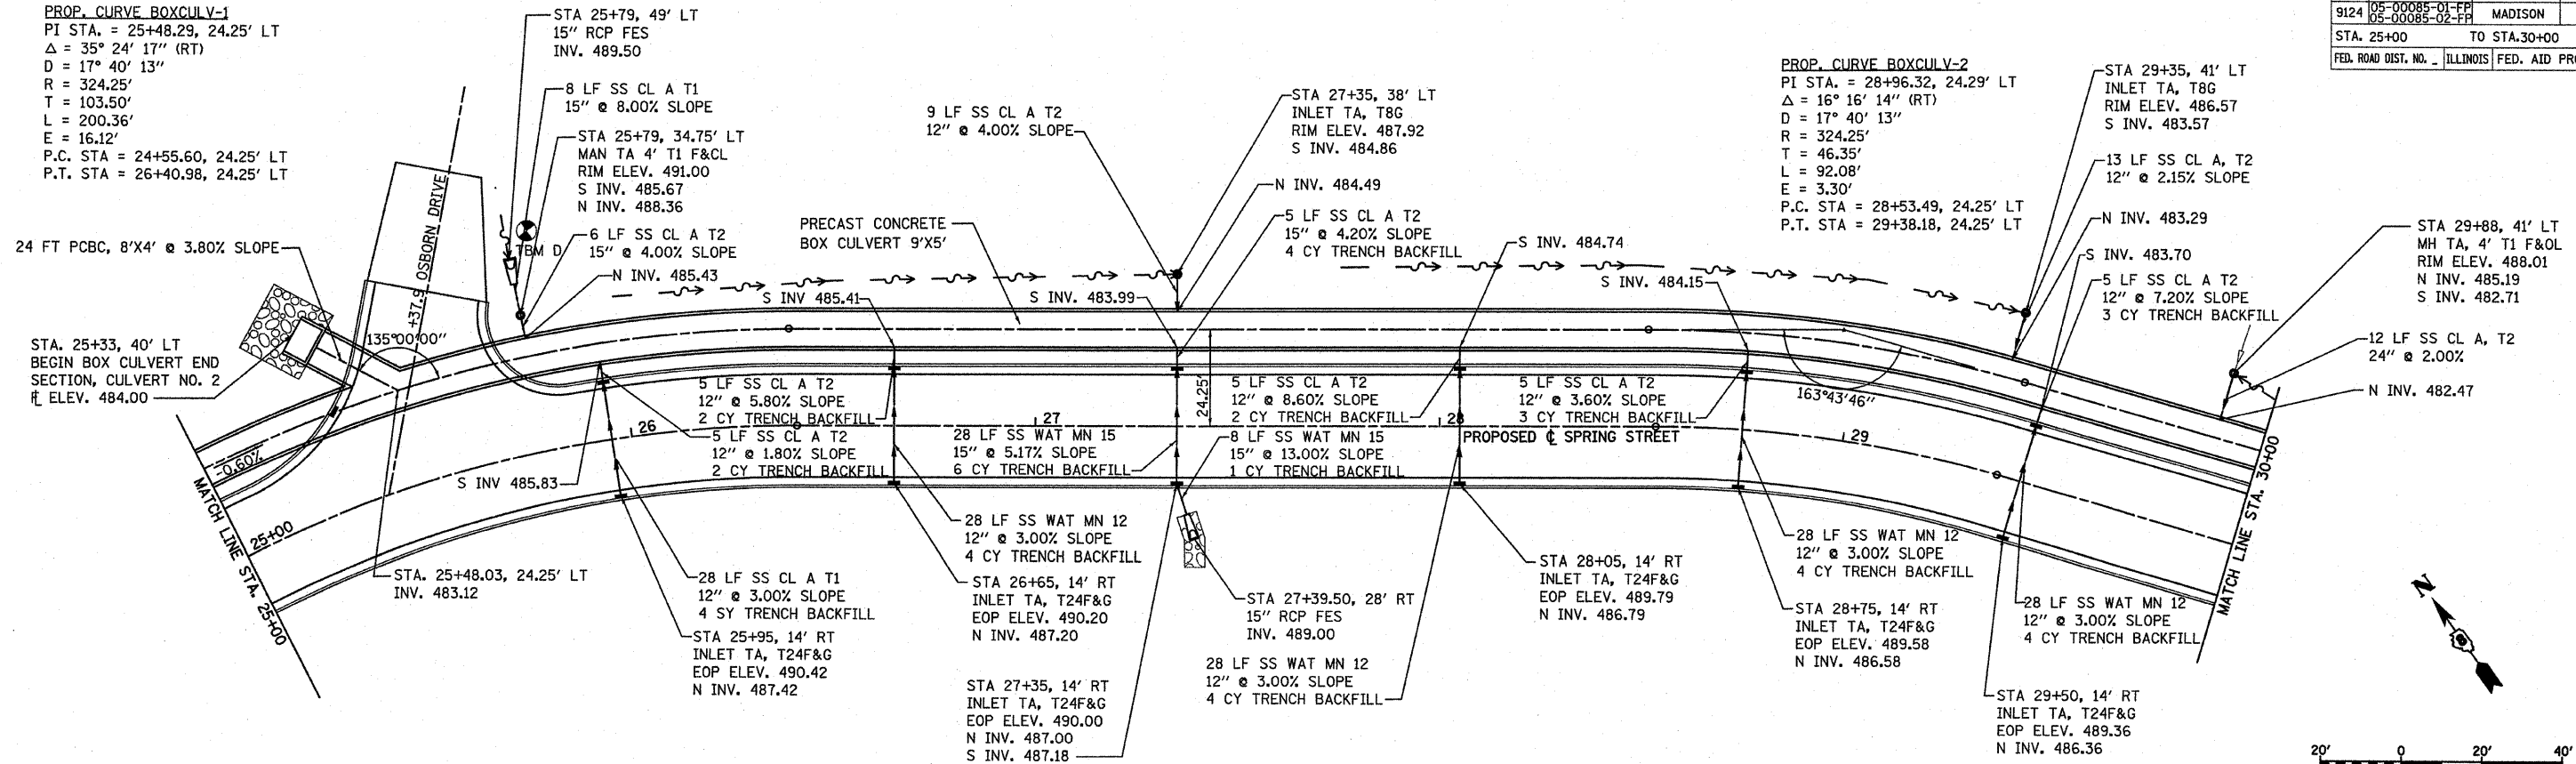 PROP. CURVE BOXCULV-1
PI STA. = 25+48.29, 24.25' LT
Δ = 35° 24' 17" (RT)
D = 17° 40' 13"
R = 324.25'
T = 103.50'
L = 200.36'
E = 16.12'
P.C. STA = 24+55.60, 24.25' LT
P.T. STA = 26+40.98, 24.25' LT
STA 25+79, 49' LT
15" RCP FES
INV. 489.50
8 LF SS CL A T1
15" @ 8.00% SLOPE
STA 25+79, 34.75' LT
MAN TA 4' T1 F&CL
RIM ELEV. 491.00
S INV. 485.67
N INV. 488.36
6 LF SS CL A T2
15" @ 4.00% SLOPE
N INV. 485.43
TBM D
+37.9 OSBORN DRIVE
24 FT PCBC, 8'X4' @ 3.80% SLOPE
135°00'00"
STA. 25+33, 40' LT
BEGIN BOX CULVERT END
SECTION, CULVERT NO. 2
FL ELEV. 484.00
PRECAST CONCRETE
BOX CULVERT 9'X5'
9 LF SS CL A T2
12" @ 4.00% SLOPE
STA 27+35, 38' LT
INLET TA, T8G
RIM ELEV. 487.92
S INV. 484.86
N INV. 484.49
5 LF SS CL A T2
15" @ 4.20% SLOPE
4 CY TRENCH BACKFILL
S INV. 484.74
S INV 485.41
S INV. 483.99
S INV. 484.15
PROP. CURVE BOXCULV-2
PI STA. = 28+96.32, 24.29' LT
Δ = 16° 16' 14" (RT)
D = 17° 40' 13"
R = 324.25'
T = 46.35'
L = 92.08'
E = 3.30'
P.C. STA = 28+53.49, 24.25' LT
P.T. STA = 29+38.18, 24.25' LT
9124
05-00085-01-FP
05-00085-02-FP
MADISON
STA. 25+00 TO STA.30+00
FED. ROAD DIST. NO. _ ILLINOIS FED. AID
STA 29+35, 41' LT
INLET TA, T8G
RIM ELEV. 486.57
S INV. 483.57
13 LF SS CL A, T2
12" @ 2.15% SLOPE
N INV. 483.29
S INV. 483.70
5 LF SS CL A T2
12" @ 7.20% SLOPE
3 CY TRENCH BACKFILL
STA 29+88, 41' LT
MH TA, 4' T1 F&OL
RIM ELEV. 488.01
N INV. 485.19
S INV. 482.71
12 LF SS CL A, T2
24" @ 2.00%
N INV. 482.47
5 LF SS CL A T2
12" @ 5.80% SLOPE
2 CY TRENCH BACKFILL
24.25'
5 LF SS CL A T2
12" @ 8.60% SLOPE
2 CY TRENCH BACKFILL
5 LF SS CL A T2
12" @ 3.60% SLOPE
3 CY TRENCH BACKFILL
163°43'46"
26
27
28
29
5 LF SS CL A T2
12" @ 1.80% SLOPE
2 CY TRENCH BACKFILL
28 LF SS WAT MN 15
15" @ 5.17% SLOPE
6 CY TRENCH BACKFILL
8 LF SS WAT MN 15
15" @ 13.00% SLOPE
1 CY TRENCH BACKFILL
PROPOSED ℄ SPRING STREET
-0.60%
S INV 485.83
MATCH LINE STA. 25+00
25+00
MATCH LINE STA. 30+00
STA. 25+48.03, 24.25' LT
INV. 483.12
28 LF SS CL A T1
12" @ 3.00% SLOPE
4 SY TRENCH BACKFILL
STA 25+95, 14' RT
INLET TA, T24F&G
EOP ELEV. 490.42
N INV. 487.42
28 LF SS WAT MN 12
12" @ 3.00% SLOPE
4 CY TRENCH BACKFILL
STA 26+65, 14' RT
INLET TA, T24F&G
EOP ELEV. 490.20
N INV. 487.20
STA 27+35, 14' RT
INLET TA, T24F&G
EOP ELEV. 490.00
N INV. 487.00
S INV. 487.18
STA 27+39.50, 28' RT
15" RCP FES
INV. 489.00
28 LF SS WAT MN 12
12" @ 3.00% SLOPE
4 CY TRENCH BACKFILL
STA 28+05, 14' RT
INLET TA, T24F&G
EOP ELEV. 489.79
N INV. 486.79
28 LF SS WAT MN 12
12" @ 3.00% SLOPE
4 CY TRENCH BACKFILL
STA 28+75, 14' RT
INLET TA, T24F&G
EOP ELEV. 489.58
N INV. 486.58
28 LF SS WAT MN 12
12" @ 3.00% SLOPE
4 CY TRENCH BACKFILL
STA 29+50, 14' RT
INLET TA, T24F&G
EOP ELEV. 489.36
N INV. 486.36
N
20' 0 20' 40'